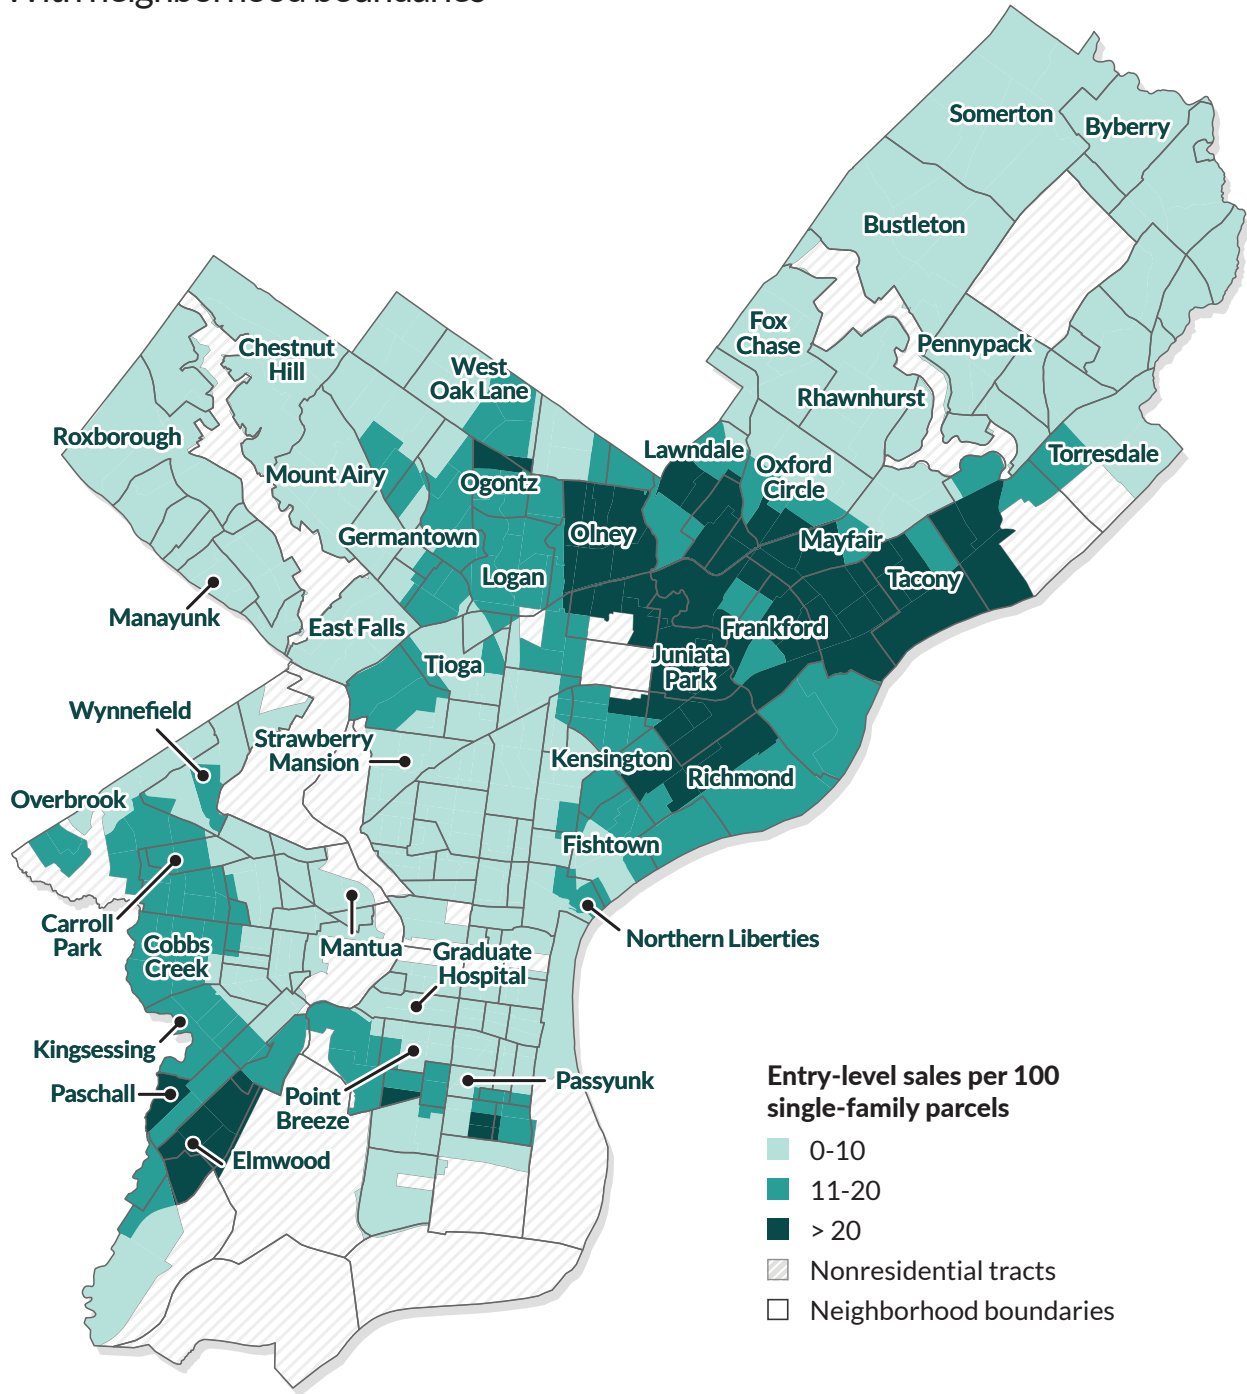 With neighborhood boundaries
Somerton
Byberry
Bustleton
Fox
Chase
Pennypack
Chestnut
Hill
West
Oak Lane
Rhawnhurst
Roxborough
Lawndale
Torresdale
Mount Airy
Ogontz
Oxford
Circle
Germantown
Olney
Mayfair
Logan
Tacony
Manayunk
East Falls
Frankford
Tioga
Juniata
Park
Wynnefield
Strawberry
Mansion
Kensington
Richmond
Overbrook
Fishtown
Carroll
Park
Cobbs
Creek
Mantua
Graduate
Hospital
Northern Liberties
Kingsessing
Paschall
Point
Breeze
Passyunk
Elmwood
Entry-level sales per 100
single-family parcels
0-10
11-20
> 20
Nonresidential tracts
Neighborhood boundaries